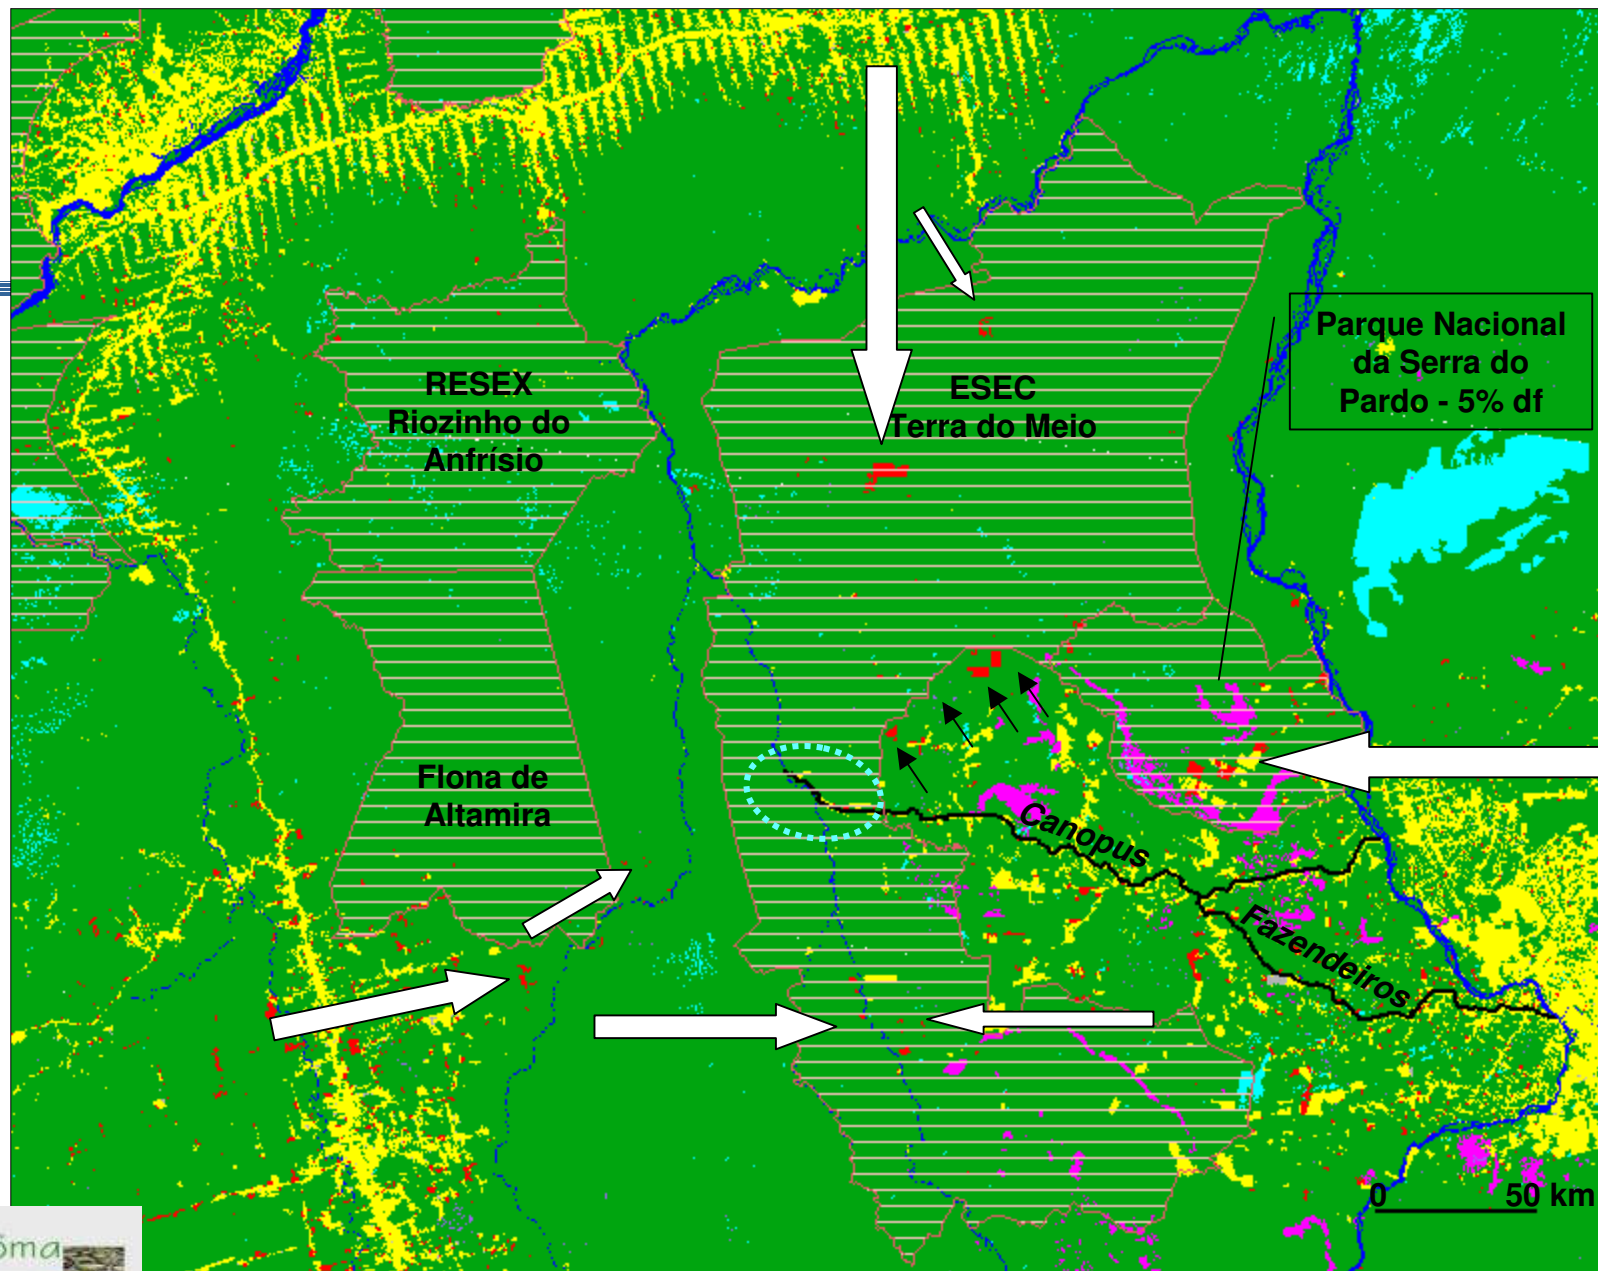 RESEX
Riozinho do
Anfrísio
ESEC
Terra do Meio
Parque Nacional
da Serra do
Pardo - 5% df
Flona de
Altamira
Canopus
Fazendeiros
0 50 km